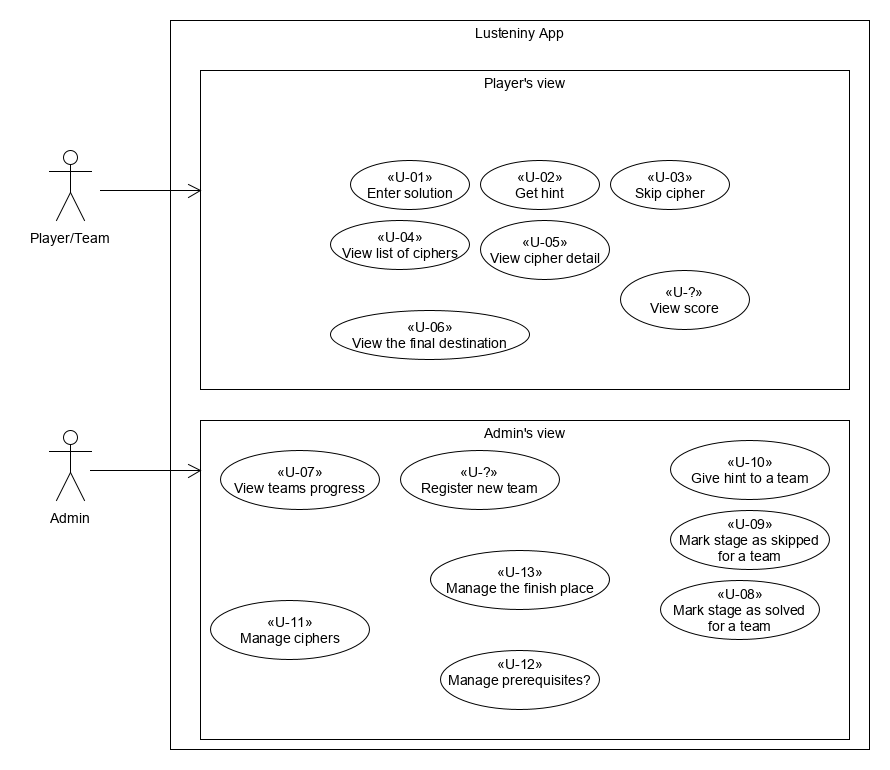 Lusteniny App
Player's view
«U-01»
Enter solution
«U-02»
Get hint
«U-03»
Skip cipher
«U-04»
View list of ciphers
«U-05»
View cipher detail
«U-?»
View score
«U-06»
View the final destination
Player/Team
Admin's view
«U-07»
View teams progress
«U-?»
Register new team
«U-10»
Give hint to a team
«U-09»
Mark stage as skipped
for a team
«U-13»
Manage the finish place
«U-08»
Mark stage as solved
for a team
«U-11»
Manage ciphers
«U-12»
Manage prerequisites?
Admin